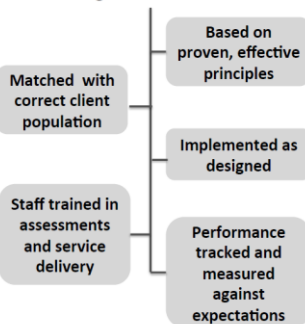 Based on
proven, effective
principles
Matched with
correct client
population
Implemented as
designed
Staff trained in
assessments
and service
delivery
Performance
tracked and
measured
against
expectations